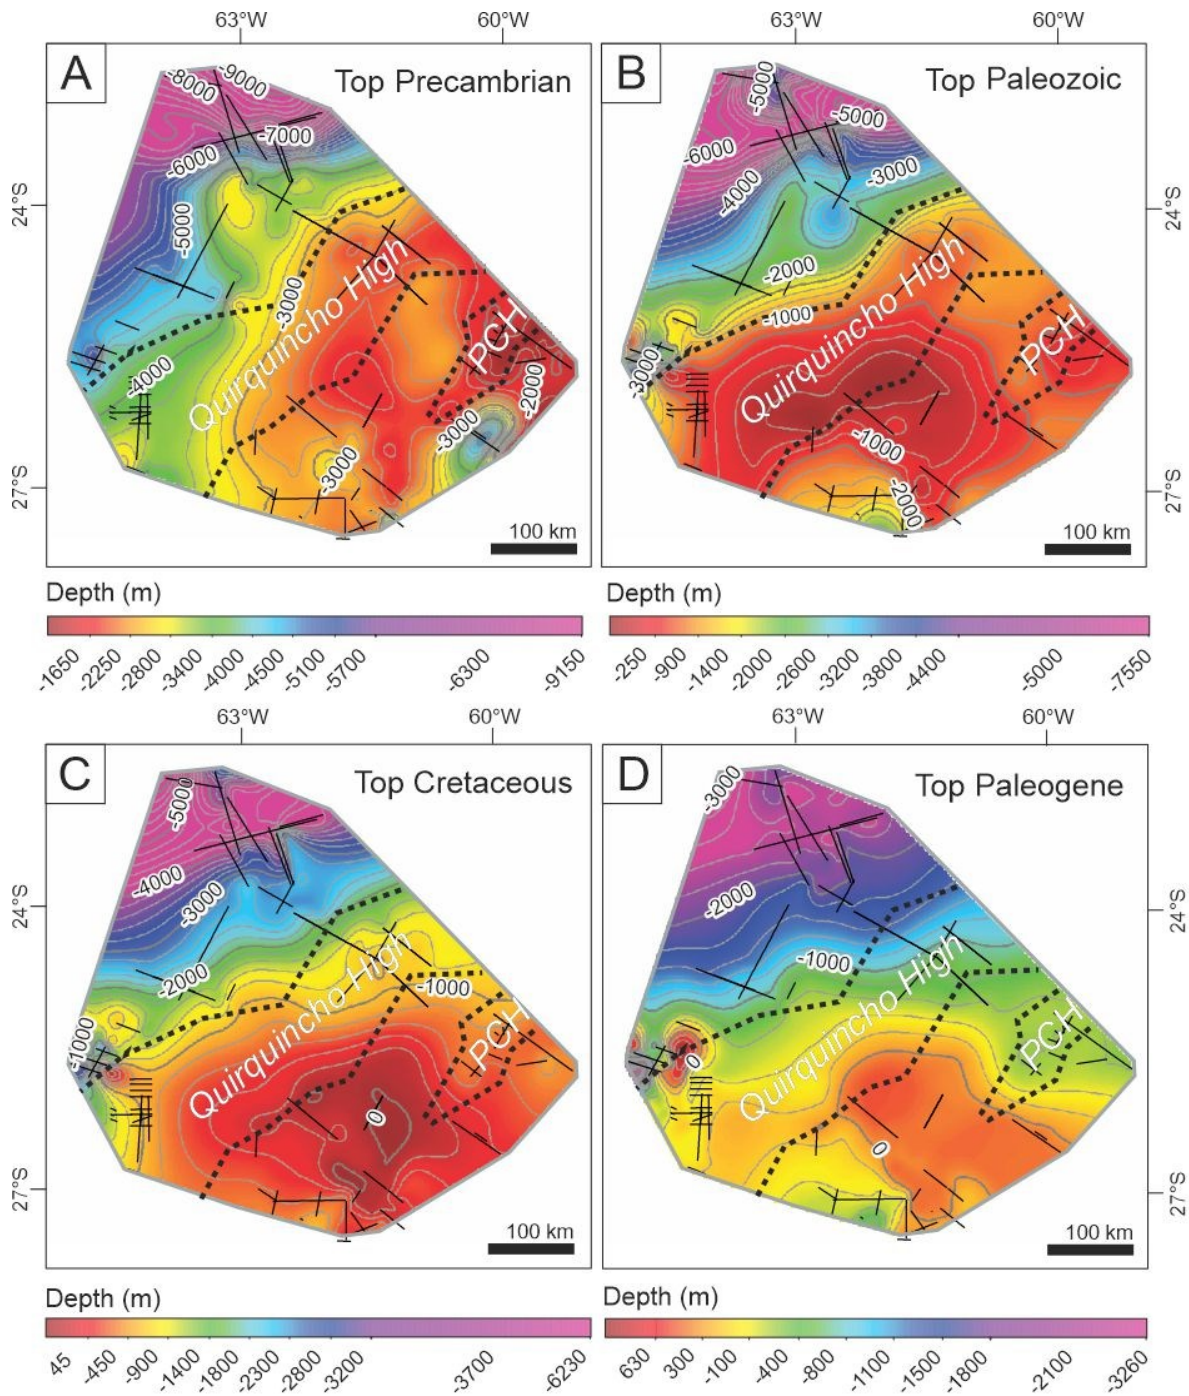 63°W 60°W 63°W 60°W
A Top Precambrian
-9000
-8000
-7000
-6000
-5000
-3000
-4000
-2000
-3000
-3000
Quirquincho High
PCH
24°S
27°S
100 km
B Top Paleozoic
-5000
-5000
-6000
-3000
-4000
-2000
-1000
-3000
-1000
-2000
Quirquincho High
PCH
24°S
27°S
100 km
Depth (m)
-1650 -2250 -2800 -3400 -4000 -4500 -5100 -5700 -6300 -9150
Depth (m)
-250 -900 -1400 -2000 -2600 -3200 -3800 -4400 -5000 -7550
63°W 60°W 63°W 60°W
C Top Cretaceous
-5000
-4000
-3000
-2000
-1000
-1000
0
Quirquincho High
PCH
24°S
27°S
100 km
D Top Paleogene
-3000
-2000
-1000
0
0
Quirquincho High
PCH
24°S
27°S
100 km
Depth (m)
45 -450 -900 -1400 -1800 -2300 -2800 -3200 -3700 -6230
Depth (m)
630 300 -100 -400 -800 -1100 -1500 -1800 -2100 -3260